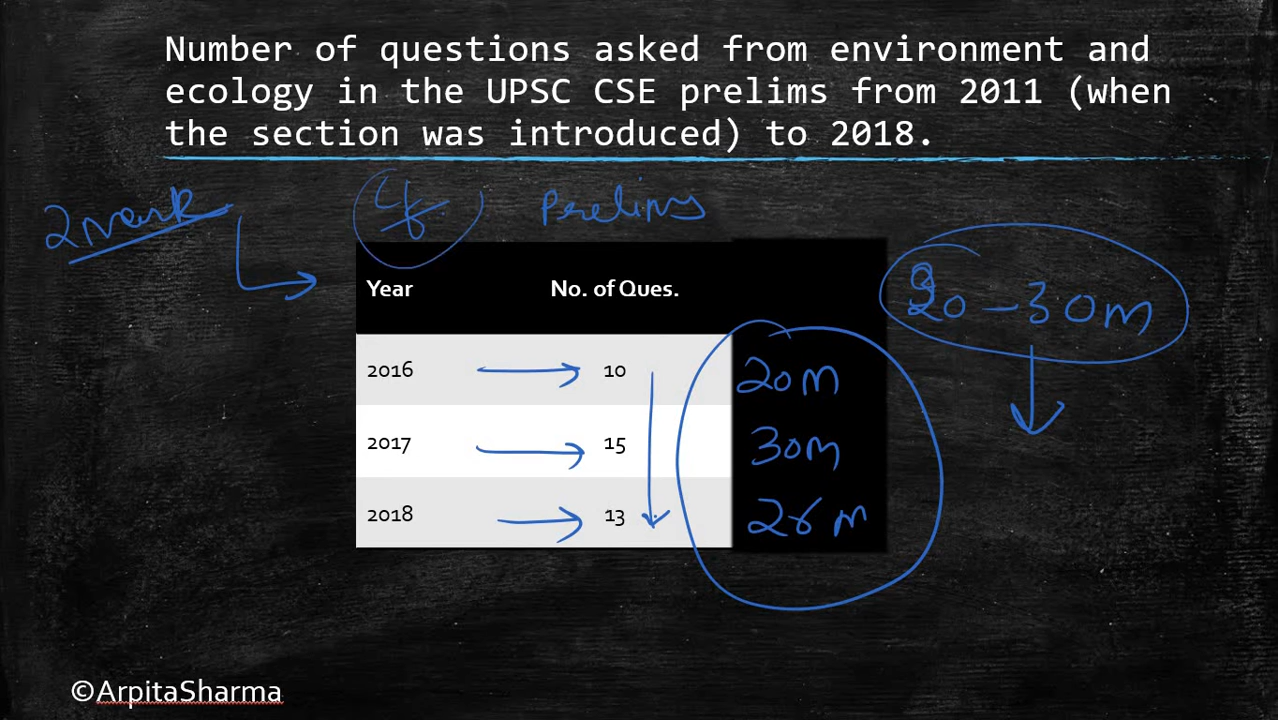 Number of questions asked from environment and
ecology in the UPSC CSE prelims from 2011 (when
the section was introduced) to 2018.
2 mark
Prelims
20 – 30m
Year No. of Ques.
2016 10 20m
2017 15 30m
2018 13 26 m
©ArpitaSharma